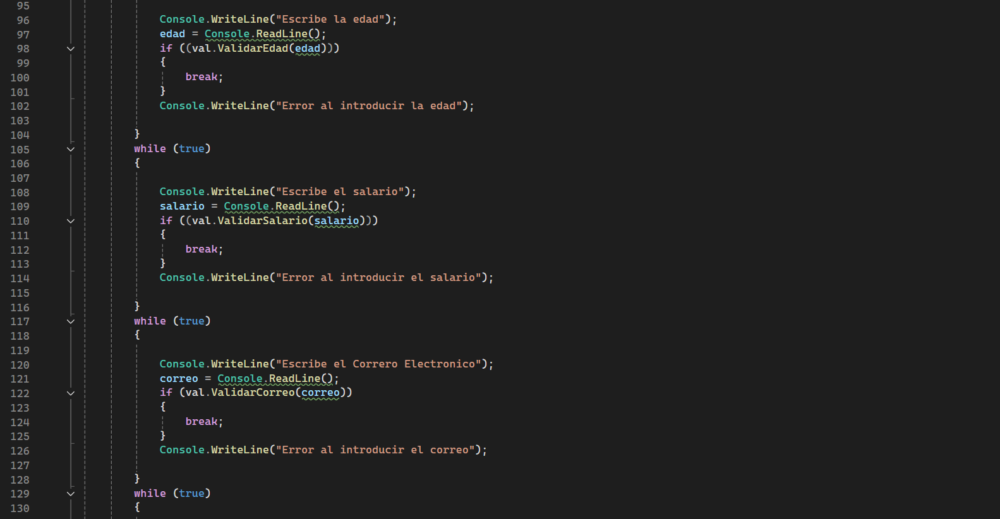 95
96 Console.WriteLine("Escribe la edad");
97 edad = Console.ReadLine();
98 if ((val.ValidarEdad(edad)))
99 {
100 break;
101 }
102 Console.WriteLine("Error al introducir la edad");
103
104 }
105 while (true)
106 {
107
108 Console.WriteLine("Escribe el salario");
109 salario = Console.ReadLine();
110 if ((val.ValidarSalario(salario)))
111 {
112 break;
113 }
114 Console.WriteLine("Error al introducir el salario");
115
116 }
117 while (true)
118 {
119
120 Console.WriteLine("Escribe el Correro Electronico");
121 correo = Console.ReadLine();
122 if (val.ValidarCorreo(correo))
123 {
124 break;
125 }
126 Console.WriteLine("Error al introducir el correo");
127
128 }
129 while (true)
130 {